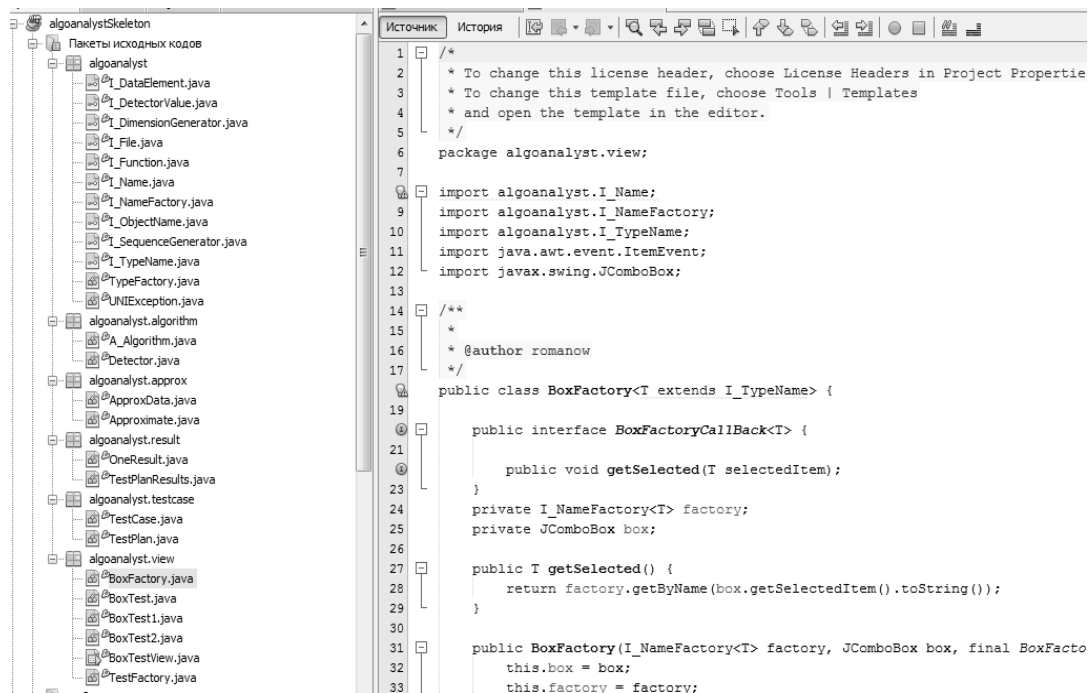 algoanalystSkeleton
Пакеты исходных кодов
algoanalyst
I_DataElement.java
I_DetectorValue.java
I_DimensionGenerator.java
I_File.java
I_Function.java
I_Name.java
I_NameFactory.java
I_ObjectName.java
I_SequenceGenerator.java
I_TypeName.java
TypeFactory.java
UNIException.java
algoanalyst.algorithm
A_Algorithm.java
Detector.java
algoanalyst.approx
ApproxData.java
Approximate.java
algoanalyst.result
OneResult.java
TestPlanResults.java
algoanalyst.testcase
TestCase.java
TestPlan.java
algoanalyst.view
BoxFactory.java
BoxTest.java
BoxTest1.java
BoxTest2.java
BoxTestView.java
TestFactory.java
Источник История
1 /*
2 * To change this license header, choose License Headers in Project Propertie
3 * To change this template file, choose Tools | Templates
4 * and open the template in the editor.
5 */
6 package algoanalyst.view;
7
import algoanalyst.I_Name;
9 import algoanalyst.I_NameFactory;
10 import algoanalyst.I_TypeName;
11 import java.awt.event.ItemEvent;
12 import javax.swing.JComboBox;
13
14 /**
15 *
16 * @author romanow
17 */
public class BoxFactory<T extends I_TypeName> {
19
public interface BoxFactoryCallBack<T> {
21
public void getSelected(T selectedItem);
23 }
24 private I_NameFactory<T> factory;
25 private JComboBox box;
26
27 public T getSelected() {
28 return factory.getByName(box.getSelectedItem().toString());
29 }
30
31 public BoxFactory(I_NameFactory<T> factory, JComboBox box, final BoxFacto
32 this.box = box;
33 this.factory = factory;